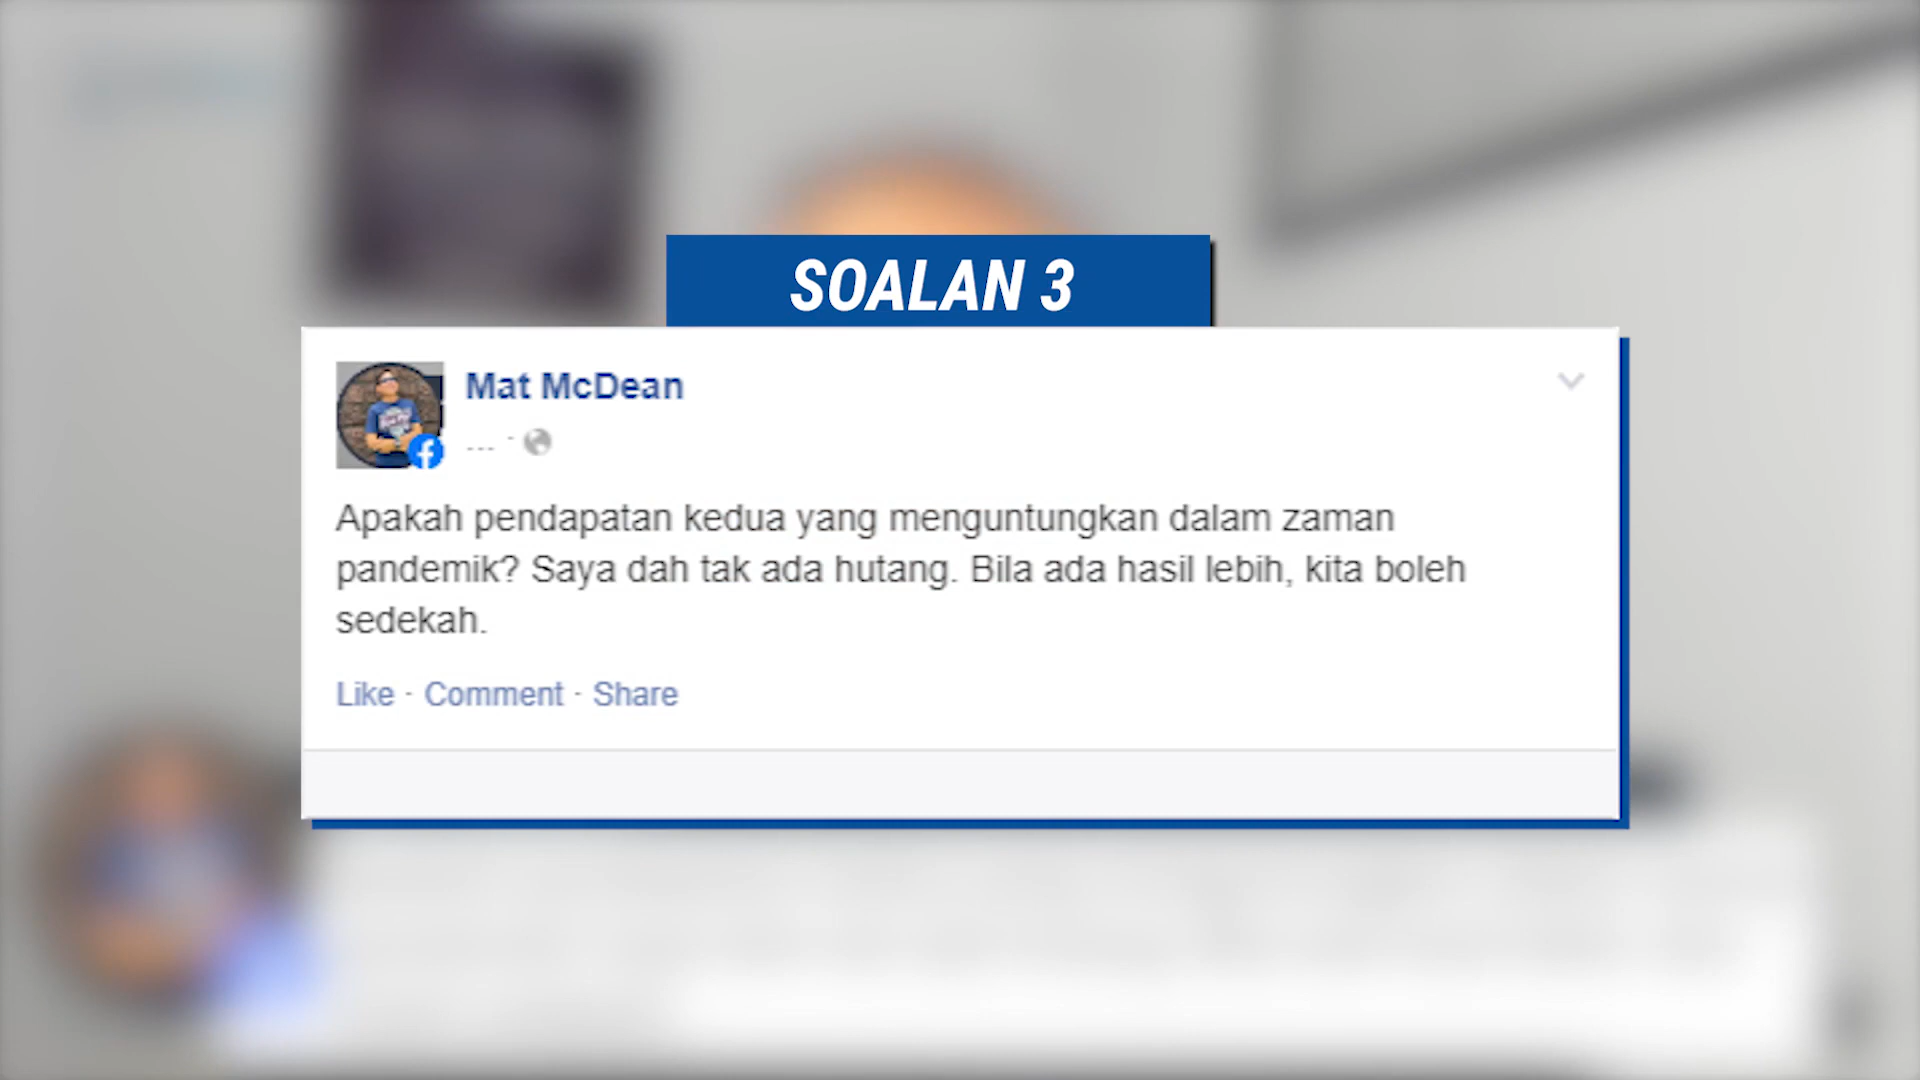 SOALAN 3
Mat McDean
Apakah pendapatan kedua yang menguntungkan dalam zaman
pandemik? Saya dah tak ada hutang. Bila ada hasil lebih, kita boleh
sedekah.
Like · Comment · Share